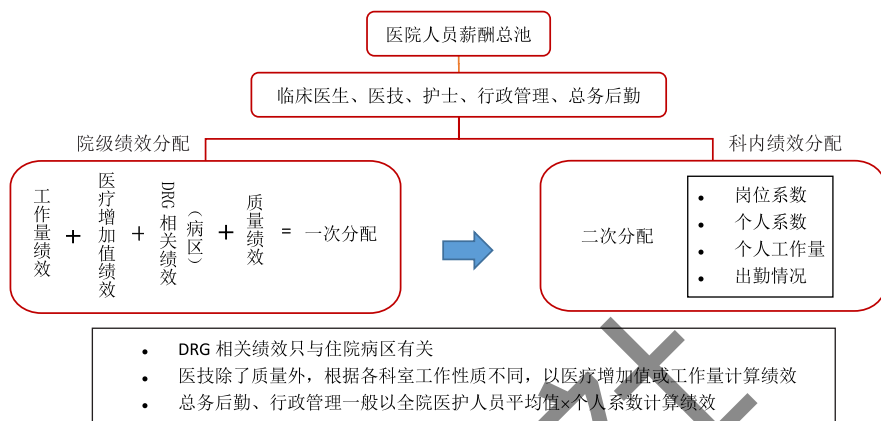 医院人员薪酬总池
临床医生、医技、护士、行政管理、总务后勤
院级绩效分配
科内绩效分配
工作量绩效
+
医疗增加值绩效
+
DRG 相关绩效
（病区）
+
质量绩效
= 一次分配
二次分配
• 岗位系数
• 个人系数
• 个人工作量
• 出勤情况
• DRG 相关绩效只与住院病区有关
• 医技除了质量外，根据各科室工作性质不同，以医疗增加值或工作量计算绩效
• 总务后勤、行政管理一般以全院医护人员平均值×个人系数计算绩效